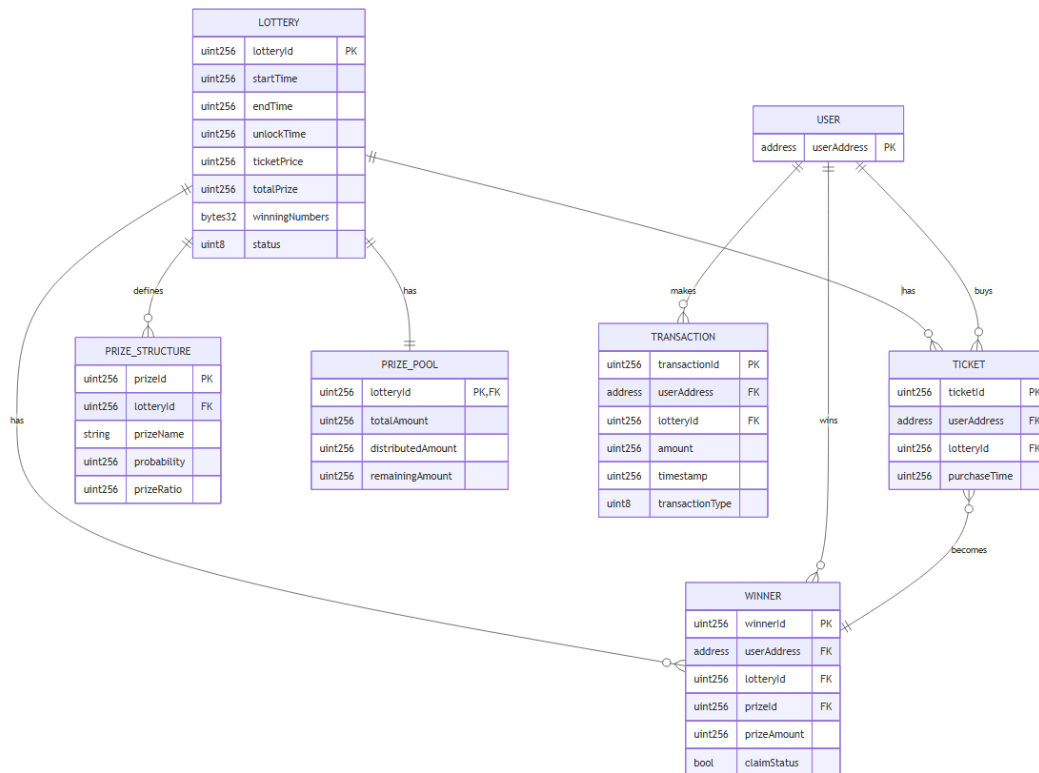 LOTTERY
uint256 lotteryId PK
uint256 startTime
uint256 endTime
uint256 unlockTime
uint256 ticketPrice
uint256 totalPrize
bytes32 winningNumbers
uint8 status
USER
address userAddress PK
defines
has
makes
has
buys
PRIZE_STRUCTURE
uint256 prizeId PK
uint256 lotteryId FK
string prizeName
uint256 probability
uint256 prizeRatio
PRIZE_POOL
uint256 lotteryId PK,FK
uint256 totalAmount
uint256 distributedAmount
uint256 remainingAmount
TRANSACTION
uint256 transactionId PK
address userAddress FK
uint256 lotteryId FK
uint256 amount
uint256 timestamp
uint8 transactionType
TICKET
uint256 ticketId PK
address userAddress FK
uint256 lotteryId FK
uint256 purchaseTime
has
wins
becomes
WINNER
uint256 winnerId PK
address userAddress FK
uint256 lotteryId FK
uint256 prizeId FK
uint256 prizeAmount
bool claimStatus